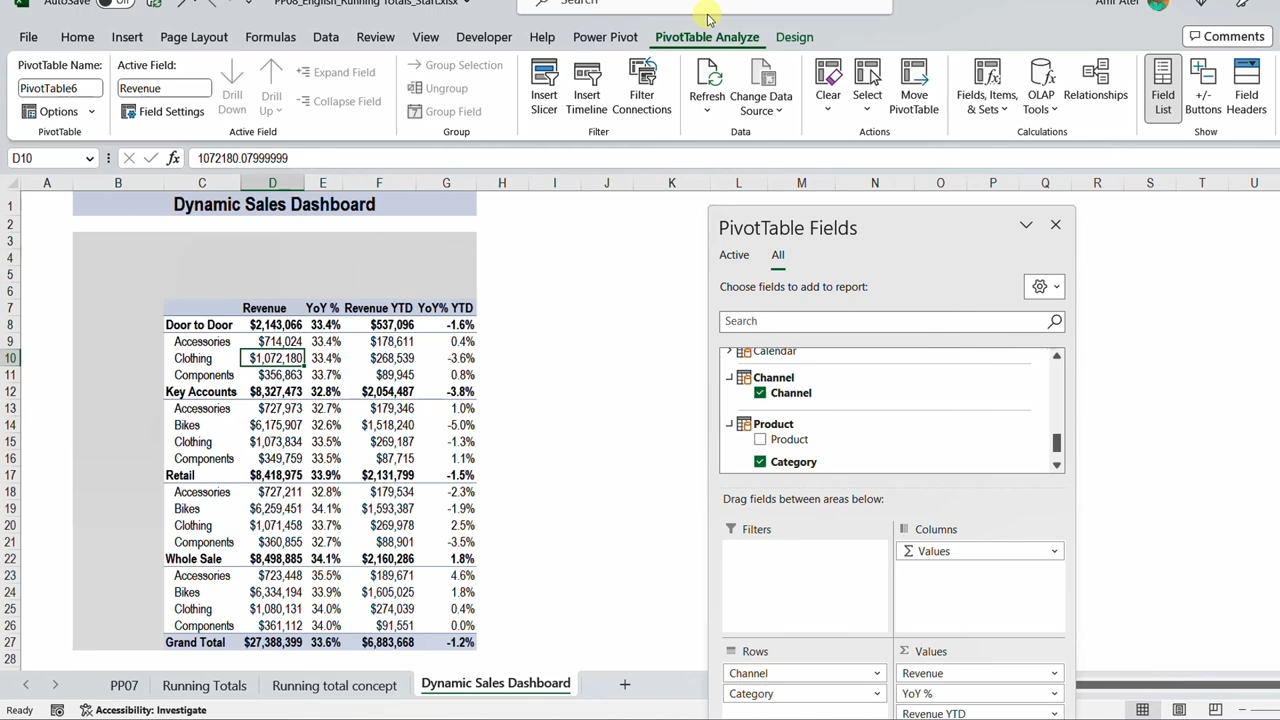 AutoSave Off PP08_English_Running Totals_Start.xlsx Search Amir Ater
File Home Insert Page Layout Formulas Data Review View Developer Help Power Pivot PivotTable Analyze Design Comments
PivotTable Name:
PivotTable6
Options
PivotTable
Active Field:
Revenue
Field Settings
Drill Down
Drill Up
Expand Field
Collapse Field
Active Field
Group Selection
Ungroup
Group Field
Group
Insert Slicer
Insert Timeline
Filter Connections
Filter
Refresh
Change Data Source
Data
Clear
Select
Move PivotTable
Actions
Fields, Items, & Sets
OLAP Tools
Relationships
Calculations
Field List
+/- Buttons
Field Headers
Show
D10 fx 1072180.07999999
A B C D E F G H I J K L M N O P Q R S T U
1 Dynamic Sales Dashboard
2
3
4
5
6
7 Revenue YoY % Revenue YTD YoY% YTD
8 Door to Door $2,143,066 33.4% $537,096 -1.6%
9 Accessories $714,024 33.4% $178,611 0.4%
10 Clothing $1,072,180 33.4% $268,539 -3.6%
11 Components $356,863 33.7% $89,945 0.8%
12 Key Accounts $8,327,473 32.8% $2,054,487 -3.8%
13 Accessories $727,973 32.7% $179,346 1.0%
14 Bikes $6,175,907 32.6% $1,518,240 -5.0%
15 Clothing $1,073,834 33.5% $269,187 -1.3%
16 Components $349,759 33.5% $87,715 1.1%
17 Retail $8,418,975 33.9% $2,131,799 -1.5%
18 Accessories $727,211 32.8% $179,534 -2.3%
19 Bikes $6,259,451 34.1% $1,593,387 -1.9%
20 Clothing $1,071,458 33.7% $269,978 2.5%
21 Components $360,855 32.7% $88,901 -3.5%
22 Whole Sale $8,498,885 34.1% $2,160,286 1.8%
23 Accessories $723,448 35.5% $189,671 4.6%
24 Bikes $6,334,194 33.9% $1,605,025 1.8%
25 Clothing $1,080,131 34.0% $274,039 0.4%
26 Components $361,112 34.0% $91,551 0.0%
27 Grand Total $27,388,399 33.6% $6,883,668 -1.2%
28
PivotTable Fields
Active All
Choose fields to add to report:
Search
Calendar
Channel
Channel
Product
Product
Category
Drag fields between areas below:
Filters
Columns
Values
Rows
Channel
Category
Values
Revenue
YoY %
Revenue YTD
PP07 Running Totals Running total concept Dynamic Sales Dashboard
Ready Accessibility: Investigate